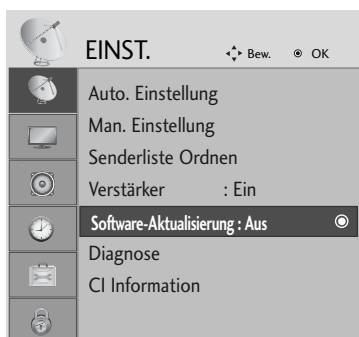 EINST. Bew. OK
Auto. Einstellung
Man. Einstellung
Senderliste Ordnen
Verstärker : Ein
Software-Aktualisierung : Aus
Diagnose
CI Information